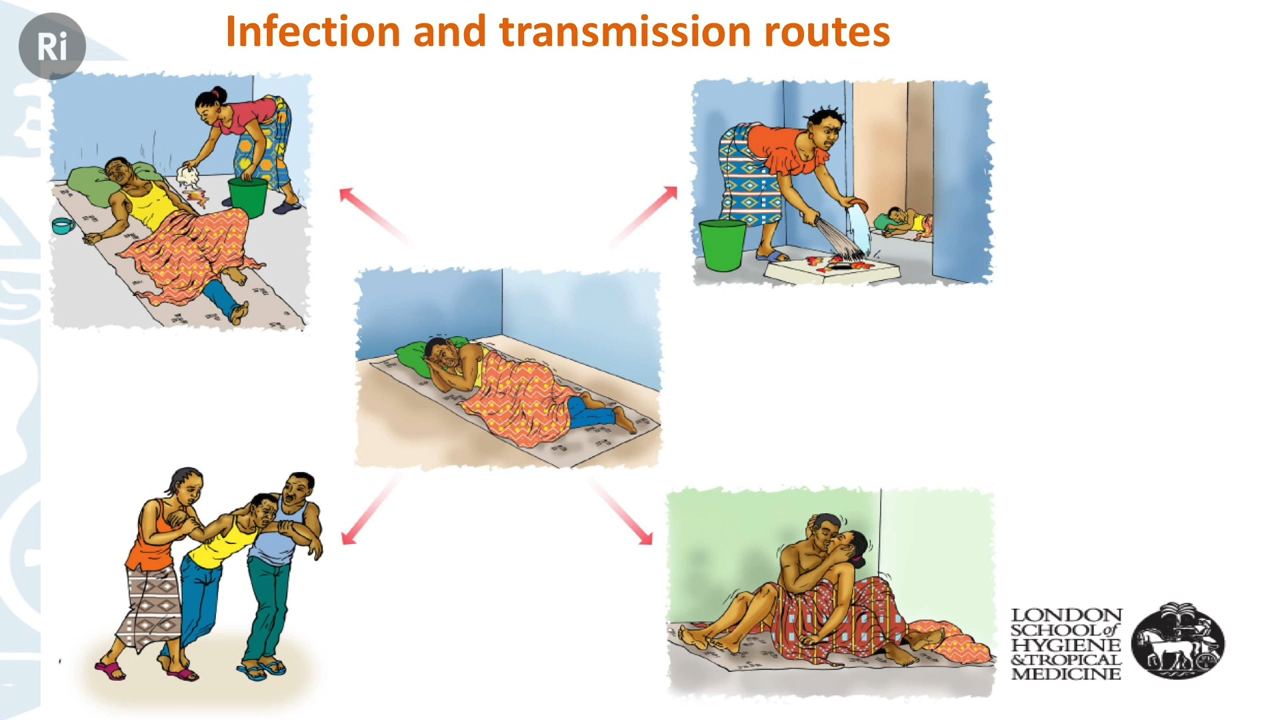 Ri
Infection and transmission routes
LONDON
SCHOOL of
HYGIENE
& TROPICAL
MEDICINE